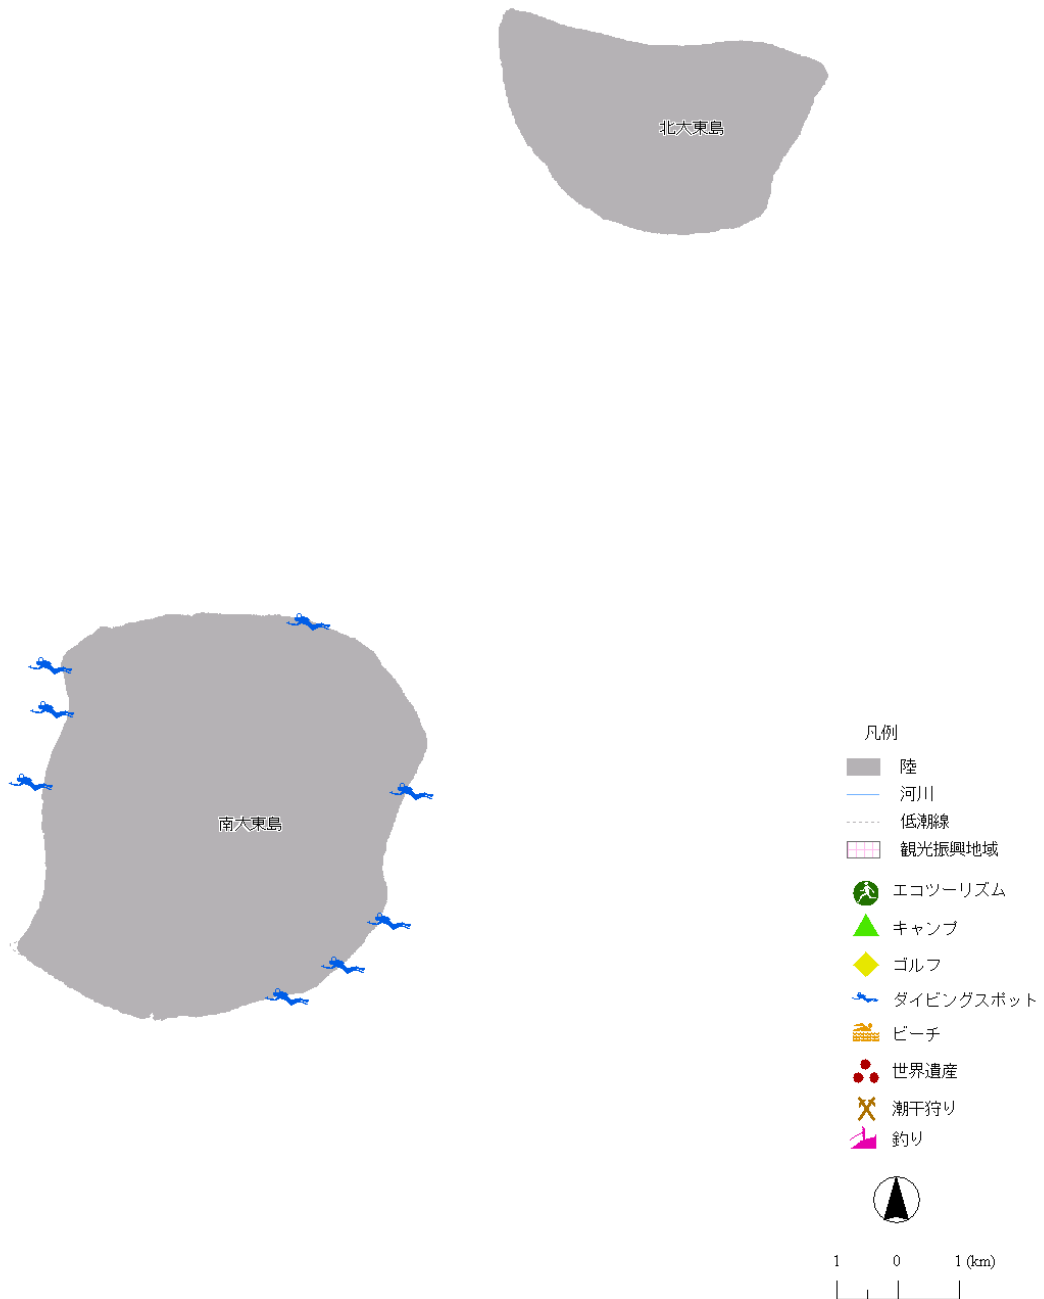 北大東島
南大東島
凡例
陸
河川
低潮線
観光振興地域
エコツーリズム
キャンプ
ゴルフ
ダイビングスポット
ビーチ
世界遺産
潮干狩り
釣り
1 0 1 (km)